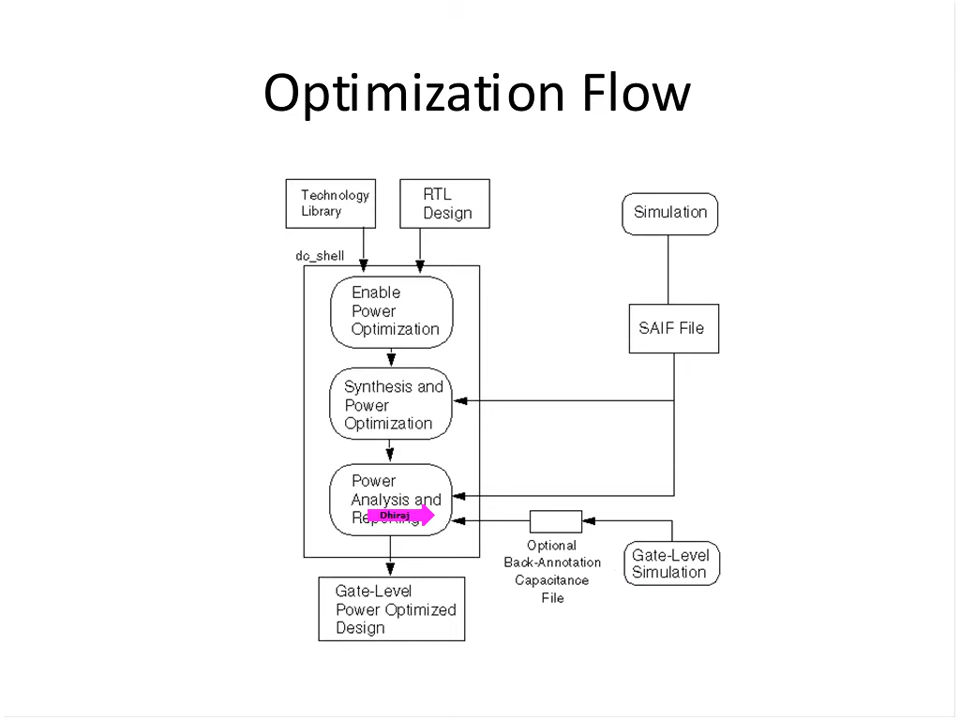 Optimization Flow
Technology
Library
RTL
Design
Simulation
dc_shell
Enable
Power
Optimization
SAIF File
Synthesis and
Power
Optimization
Power
Analysis and
Dhiraj
Optional
Back-Annotation
Capacitance
File
Gate-Level
Simulation
Gate-Level
Power Optimized
Design